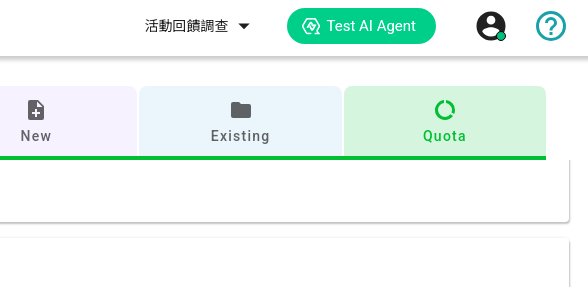 活動回饋調查
Test AI Agent
New
Existing
Quota